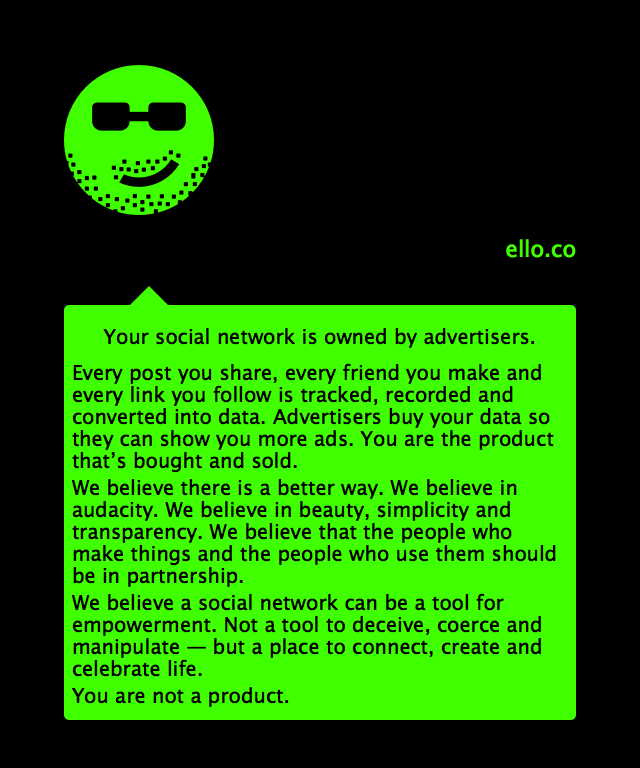 ello.co
Your social network is owned by advertisers.
Every post you share, every friend you make and
every link you follow is tracked, recorded and
converted into data. Advertisers buy your data so
they can show you more ads. You are the product
that’s bought and sold.
We believe there is a better way. We believe in
audacity. We believe in beauty, simplicity and
transparency. We believe that the people who
make things and the people who use them should
be in partnership.
We believe a social network can be a tool for
empowerment. Not a tool to deceive, coerce and
manipulate — but a place to connect, create and
celebrate life.
You are not a product.